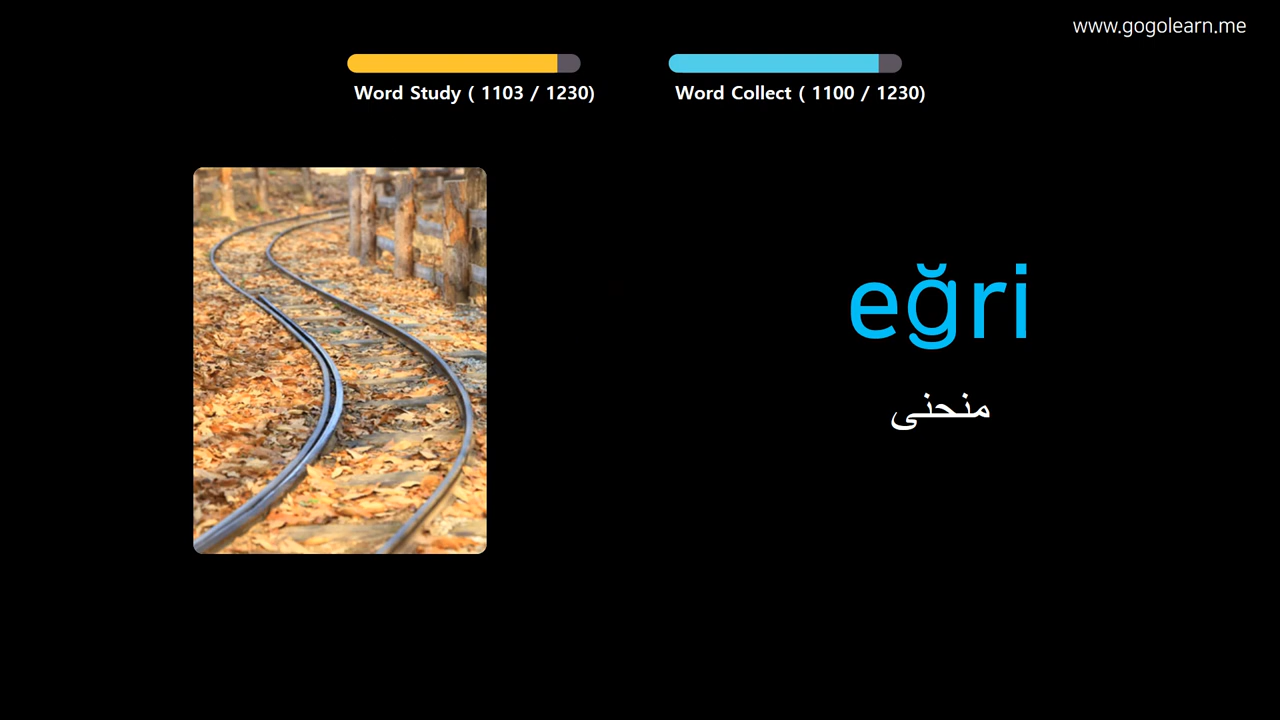 www.gogolearn.me
Word Study ( 1103 / 1230)
Word Collect ( 1100 / 1230)
eğri
منحنی